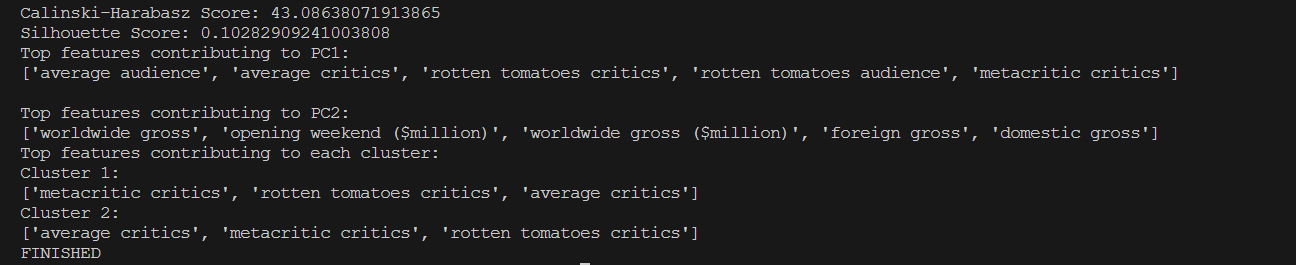 Calinski-Harabasz Score: 43.08638071913865
Silhouette Score: 0.10282909241003808
Top features contributing to PC1:
['average audience', 'average critics', 'rotten tomatoes critics', 'rotten tomatoes audience', 'metacritic critics']
Top features contributing to PC2:
['worldwide gross', 'opening weekend ($million)', 'worldwide gross ($million)', 'foreign gross', 'domestic gross']
Top features contributing to each cluster:
Cluster 1:
['metacritic critics', 'rotten tomatoes critics', 'average critics']
Cluster 2:
['average critics', 'metacritic critics', 'rotten tomatoes critics']
FINISHED